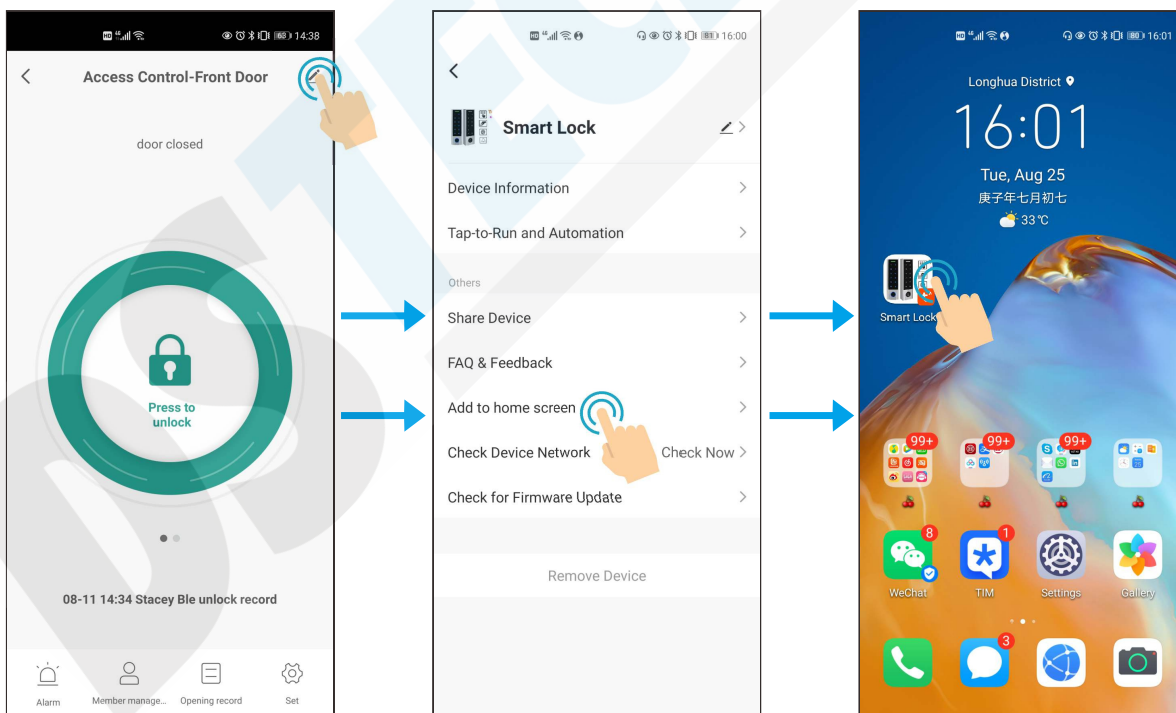 14:38
Access Control-Front Door
door closed
Press to
unlock
08-11 14:34 Stacey Ble unlock record
Alarm
Member manage...
Opening record
Set
16:00
Smart Lock
Device Information
Tap-to-Run and Automation
Others
Share Device
FAQ & Feedback
Add to home screen
Check Device Network
Check Now
Check for Firmware Update
Remove Device
16:01
Longhua District
16:01
Tue, Aug 25
庚子年七月初七
33℃
Smart Lock
99+
99+
99+
8
1
WeChat
TIM
Settings
Gallery
3